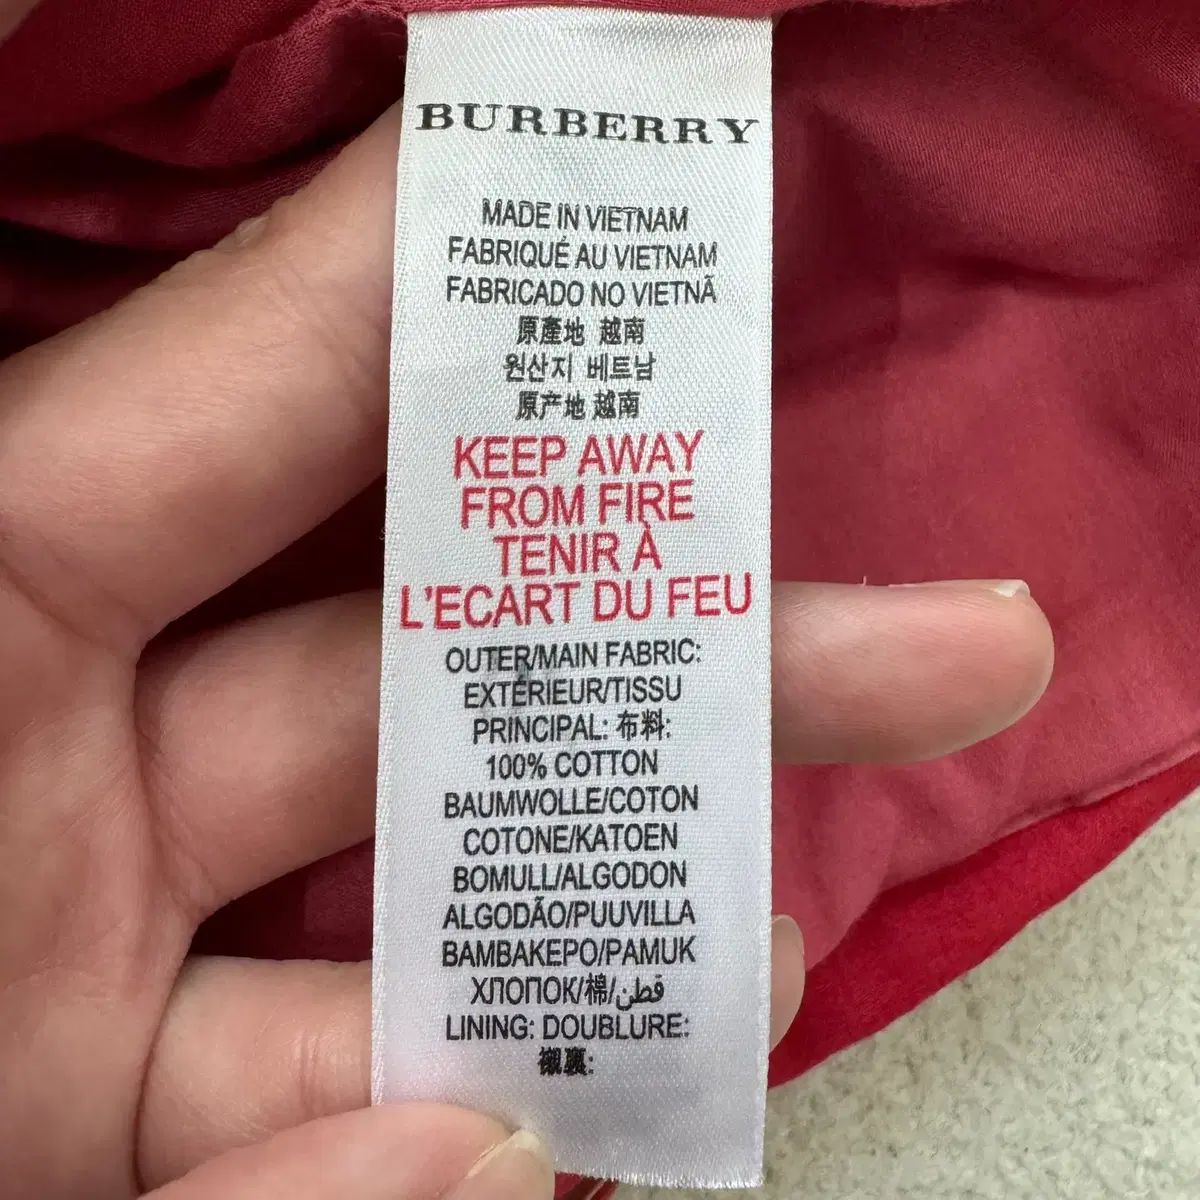 BURBERRY
MADE IN VIETNAM
FABRIQUÉ AU VIETNAM
FABRICADO NO VIETNÃ
原產地 越南
원산지 베트남
原产地 越南
KEEP AWAY
FROM FIRE
TENIR À
L'ECART DU FEU
OUTER/MAIN FABRIC:
EXTÉRIEUR/TISSU
PRINCIPAL: 布料:
100% COTTON
BAUMWOLLE/COTON
COTONE/KATOEN
BOMULL/ALGODON
ALGODÃO/PUUVILLA
BAMBAKEPO/PAMUK
ХЛОПОК/棉/قطن
LINING: DOUBLURE:
襯裏: